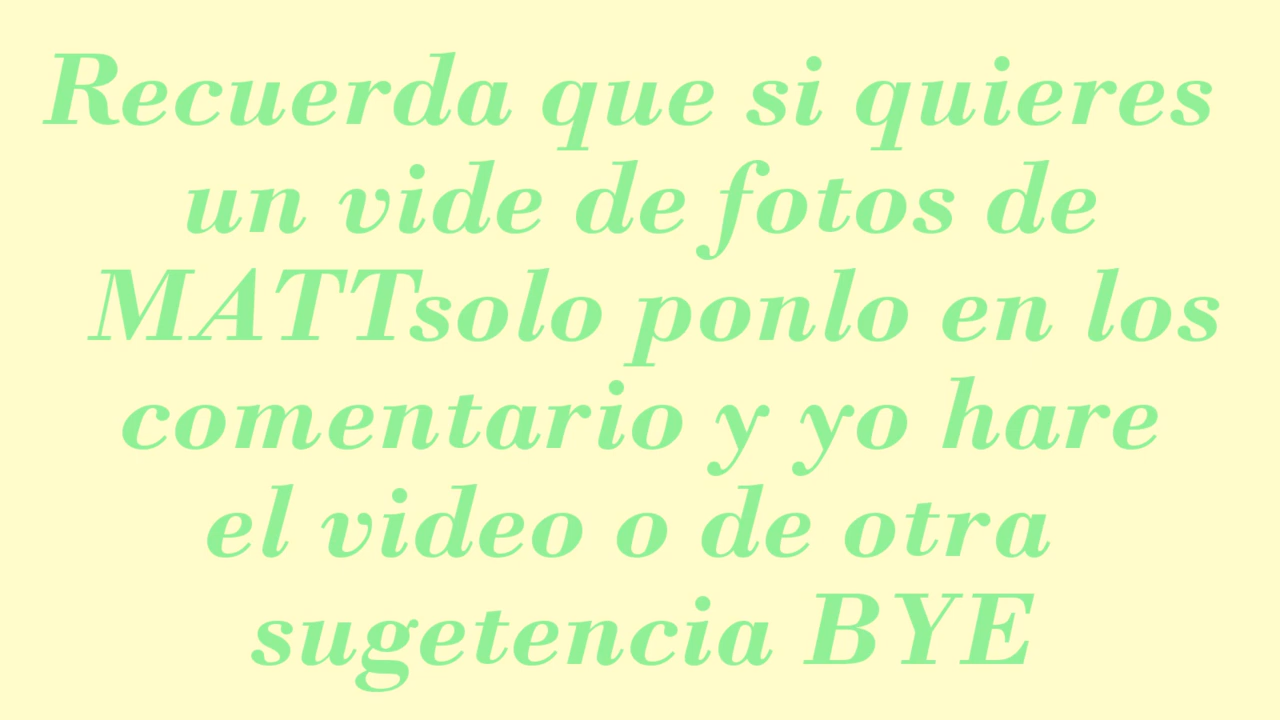 Recuerda que si quieres
un vide de fotos de
MATTsolo ponlo en los
comentario y yo hare
el video o de otra
sugetencia BYE